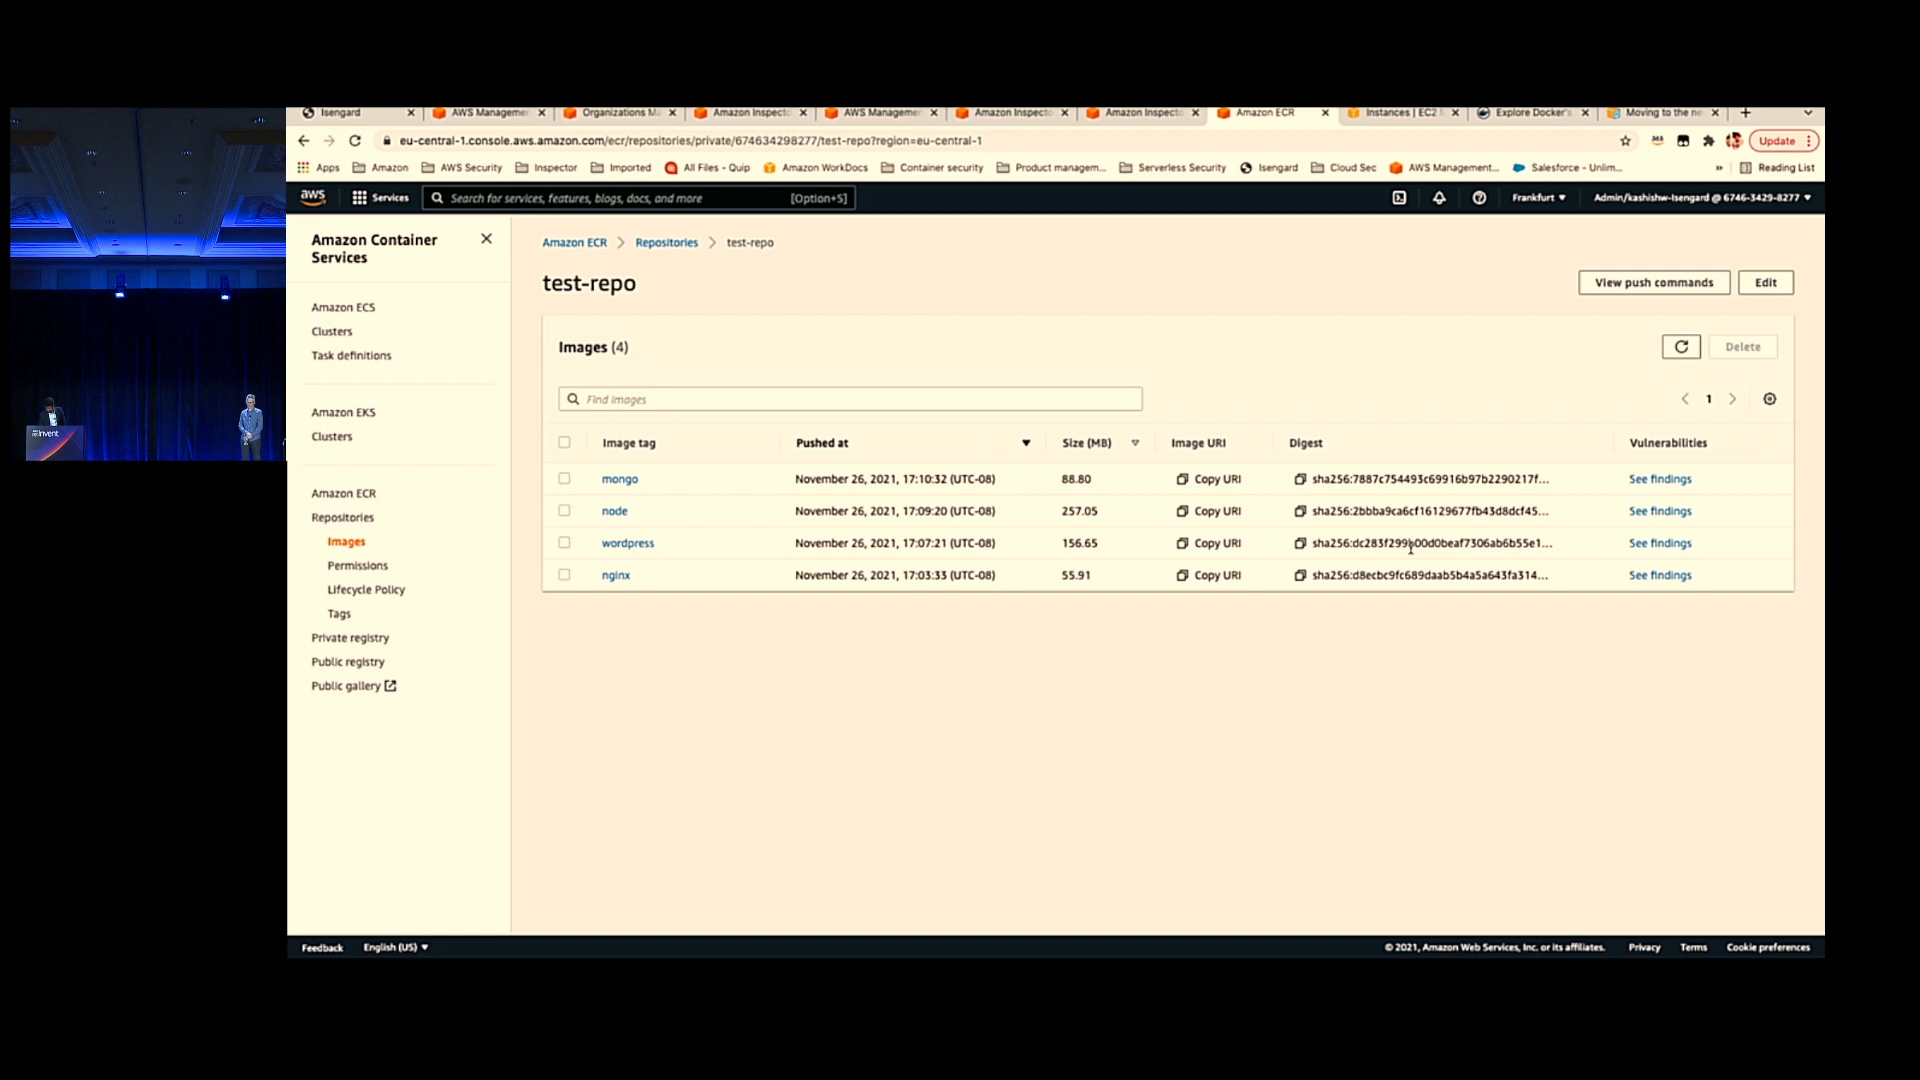 Isengard
AWS Managemen
Organizations Ma
Amazon Inspecto
AWS Managemen
Amazon Inspecto
Amazon Inspecto
Amazon ECR
Instances | EC2
Explore Docker's
Moving to the ne
eu-central-1.console.aws.amazon.com/ecr/repositories/private/674634298277/test-repo?region=eu-central-1
Update
Apps
Amazon
AWS Security
Inspector
Imported
All Files - Quip
Amazon WorkDocs
Container security
Product managem...
Serverless Security
Isengard
Cloud Sec
AWS Management...
Salesforce - Unlim...
»
Reading List
aws
Services
Search for services, features, blogs, docs, and more
[Option+S]
Frankfurt
Admin/kashishw-Isengard @ 6746-3429-8277
Amazon Container
Services
Amazon ECS
Clusters
Task definitions
Amazon EKS
Clusters
Amazon ECR
Repositories
Images
Permissions
Lifecycle Policy
Tags
Private registry
Public registry
Public gallery
Amazon ECR > Repositories > test-repo
test-repo
View push commands
Edit
Images (4)
Delete
Find images
1
Image tag Pushed at Size (MB) Image URI Digest Vulnerabilities
mongo November 26, 2021, 17:10:32 (UTC-08) 88.80 Copy URI sha256:7887c754493c69916b97b2290217f... See findings
node November 26, 2021, 17:09:20 (UTC-08) 257.05 Copy URI sha256:2bbba9ca6cf16129677fb43d8dcf45... See findings
wordpress November 26, 2021, 17:07:21 (UTC-08) 156.65 Copy URI sha256:dc283f299b00d0beaf7306ab6b55e1... See findings
nginx November 26, 2021, 17:03:33 (UTC-08) 55.91 Copy URI sha256:d8ecbc9fc689daab5b4a5a643fa314... See findings
re:Invent
Feedback
English (US)
© 2021, Amazon Web Services, Inc. or its affiliates.
Privacy
Terms
Cookie preferences